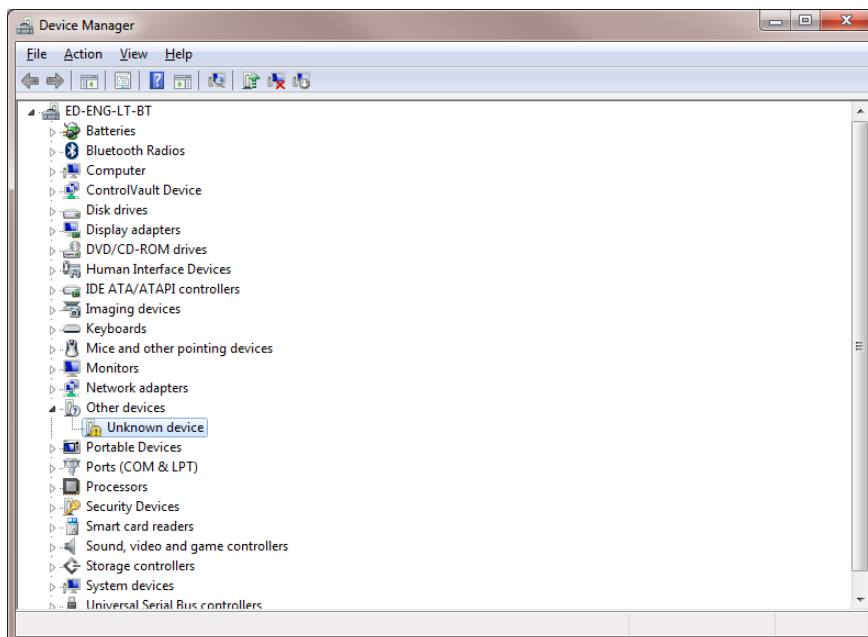 Device Manager
File Action View Help
ED-ENG-LT-BT
Batteries
Bluetooth Radios
Computer
ControlVault Device
Disk drives
Display adapters
DVD/CD-ROM drives
Human Interface Devices
IDE ATA/ATAPI controllers
Imaging devices
Keyboards
Mice and other pointing devices
Monitors
Network adapters
Other devices
Unknown device
Portable Devices
Ports (COM & LPT)
Processors
Security Devices
Smart card readers
Sound, video and game controllers
Storage controllers
System devices
Universal Serial Bus controllers